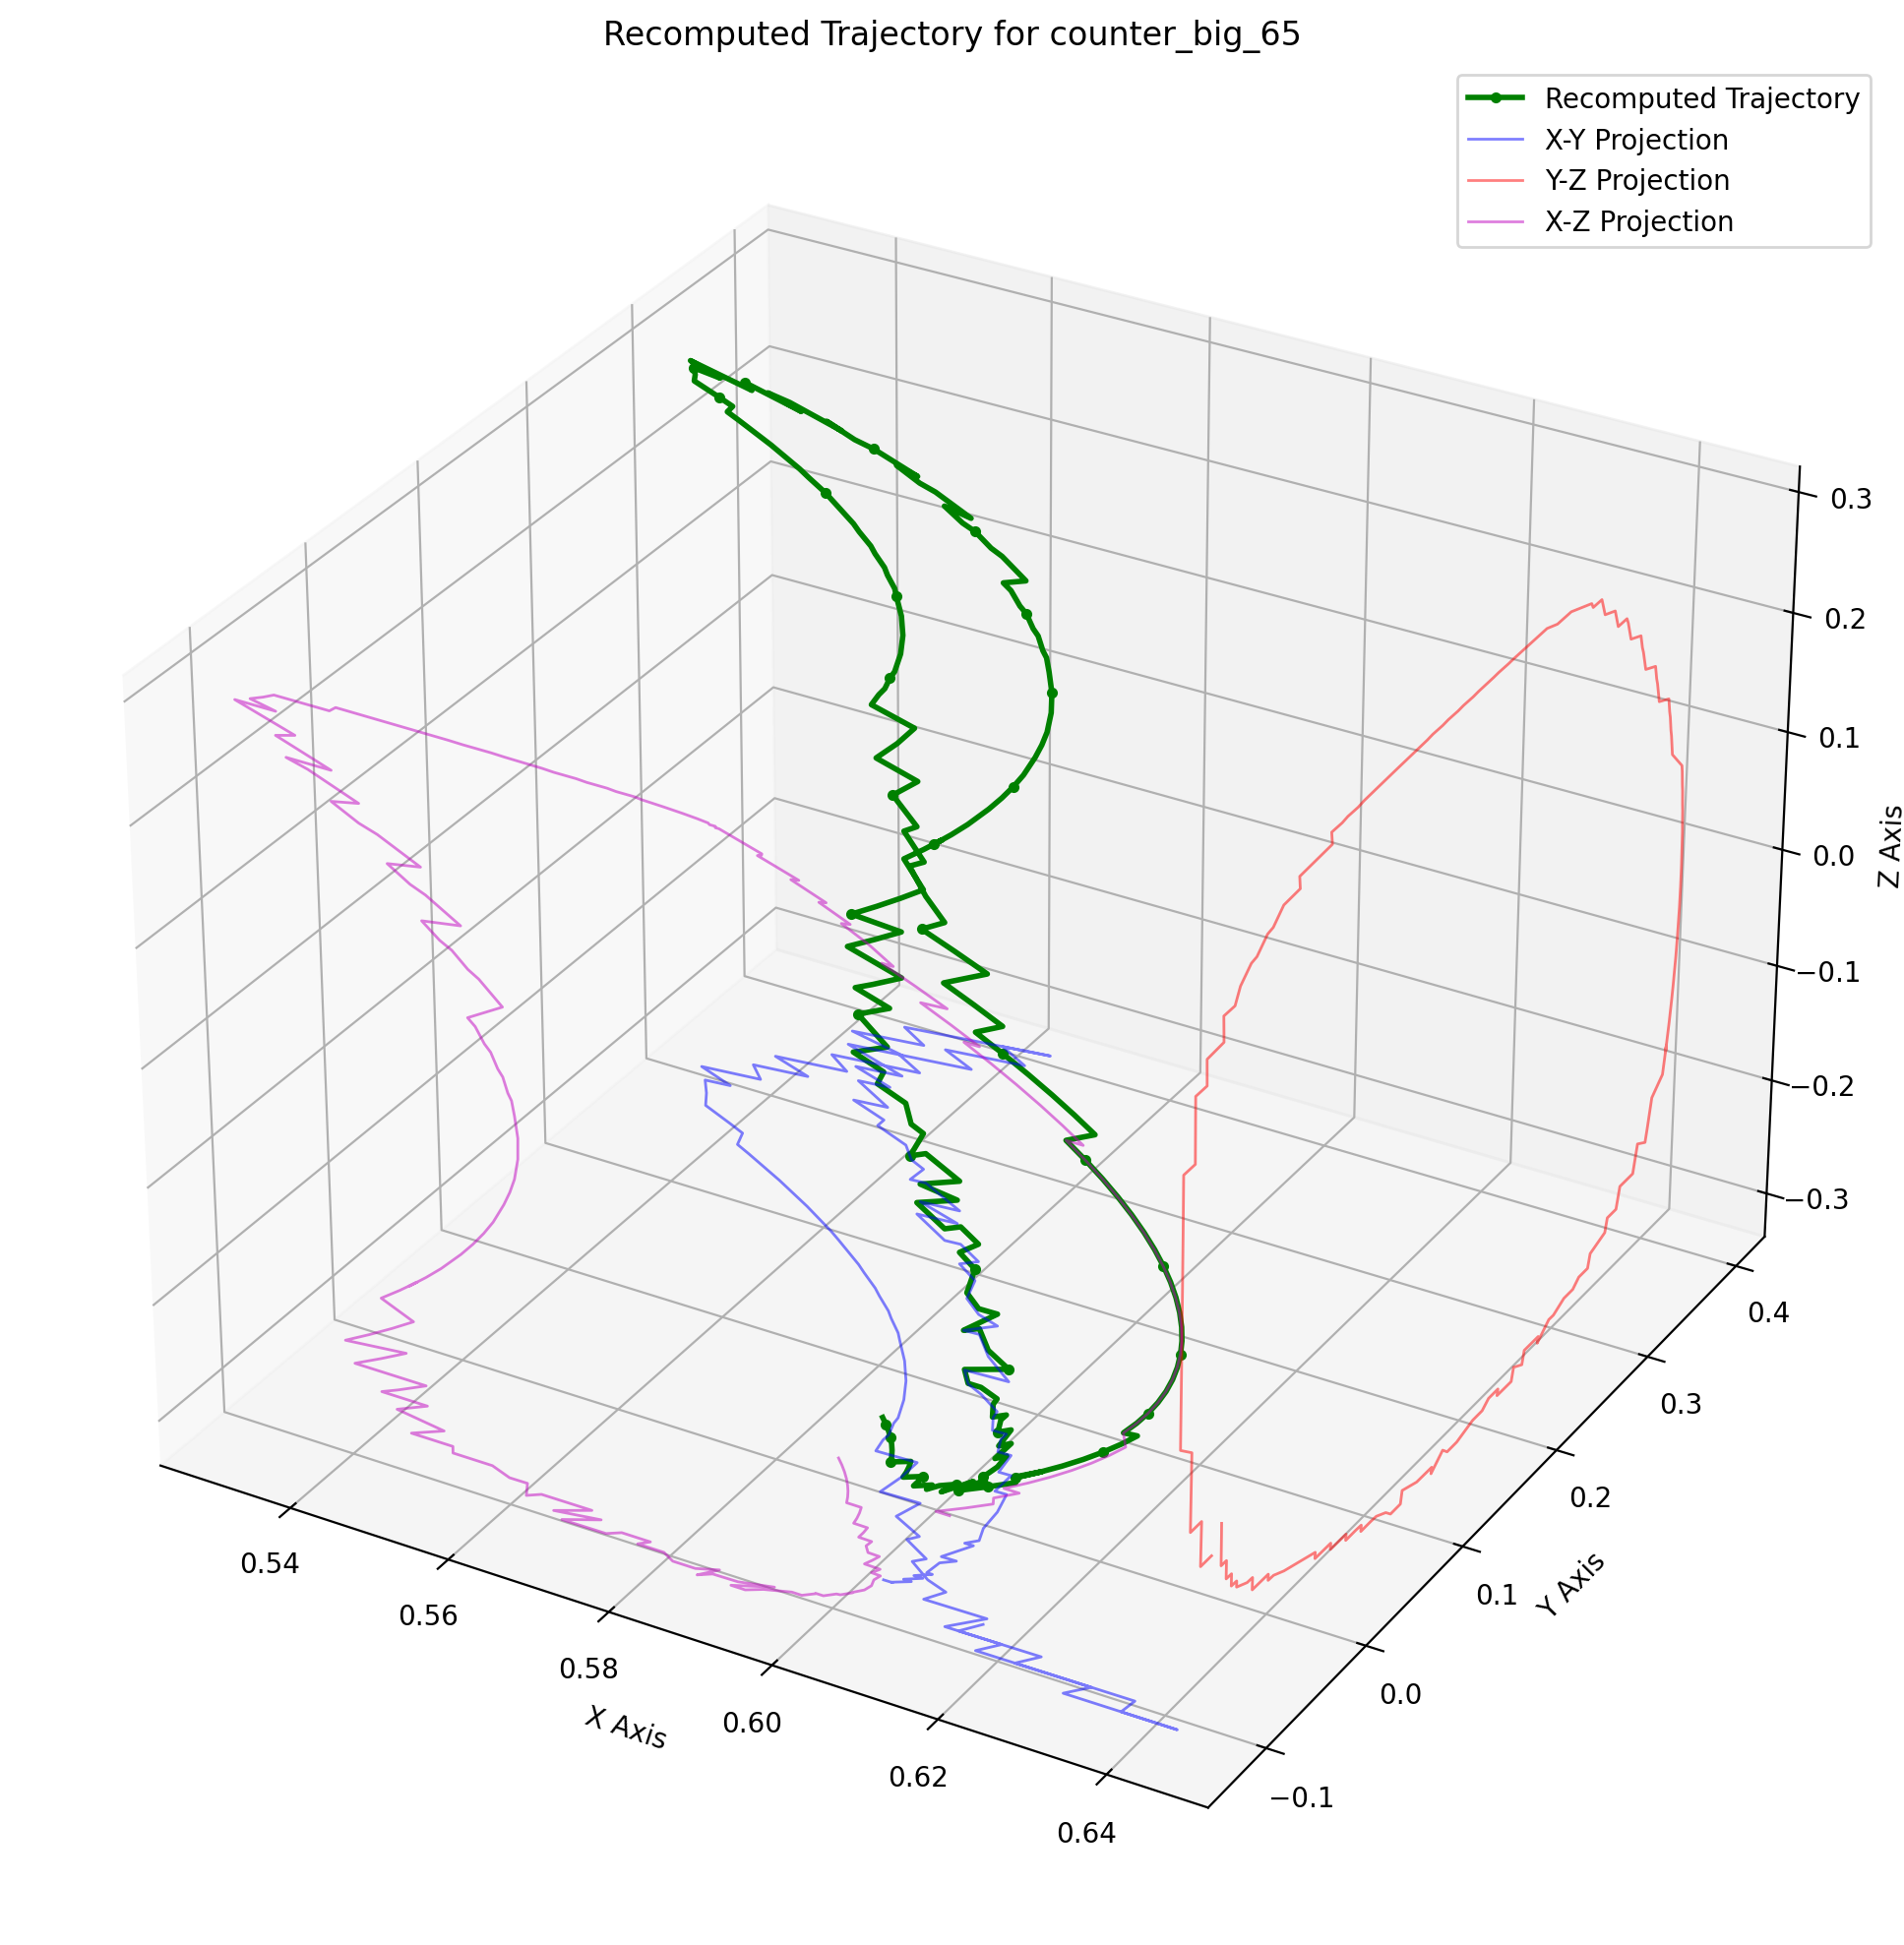 Recomputed Trajectory for counter_big_65
Recomputed Trajectory
X-Y Projection
Y-Z Projection
X-Z Projection
0.3
0.2
0.1
0.0
−0.1
−0.2
−0.3
Z Axis
0.4
0.3
0.2
0.1
0.0
−0.1
Y Axis
0.54
0.56
0.58
0.60
0.62
0.64
X Axis